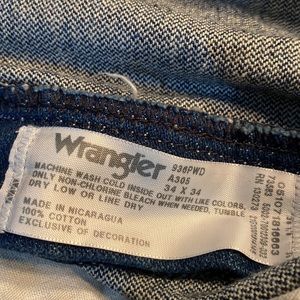 Wrangler 936PWD
A305
34 X 34
MACHINE WASH COLD INSIDE OUT WITH LIKE COLORS.
ONLY NON-CHLORINE BLEACH WHEN NEEDED, TUMBLE
DRY LOW OR LINE DRY
MADE IN NICARAGUA
100% COTTON
EXCLUSIVE OF DECORATION